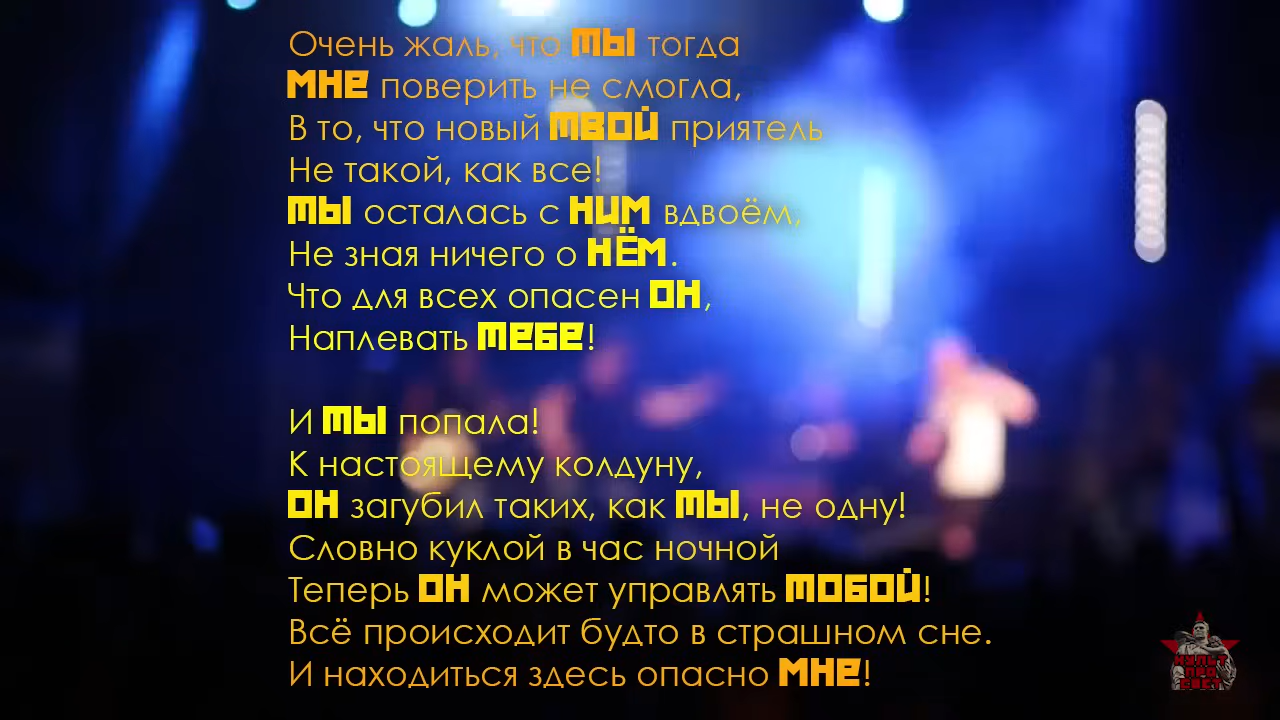 Очень жаль, что ты тогда
мне поверить не смогла,
В то, что новый твой приятель
Не такой, как все!
ты осталась с ним вдвоём,
Не зная ничего о нём.
Что для всех опасен он,
Наплевать тебе!
И ты попала!
К настоящему колдуну,
он загубил таких, как ты, не одну!
Словно куклой в час ночной
Теперь он может управлять тобой!
Всё происходит будто в страшном сне.
И находиться здесь опасно мне!
КУЛЬТ
ПРО
СВЕТ